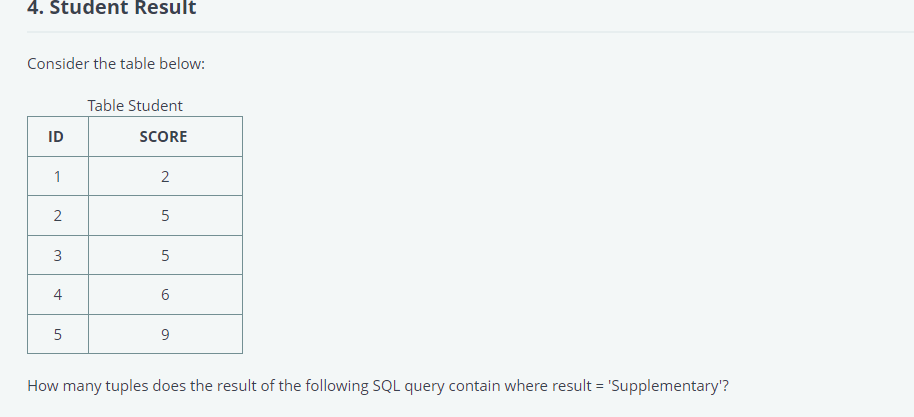 4. Student Result
Consider the table below:
Table Student
ID SCORE
1 2
2 5
3 5
4 6
5 9
How many tuples does the result of the following SQL query contain where result = 'Supplementary'?